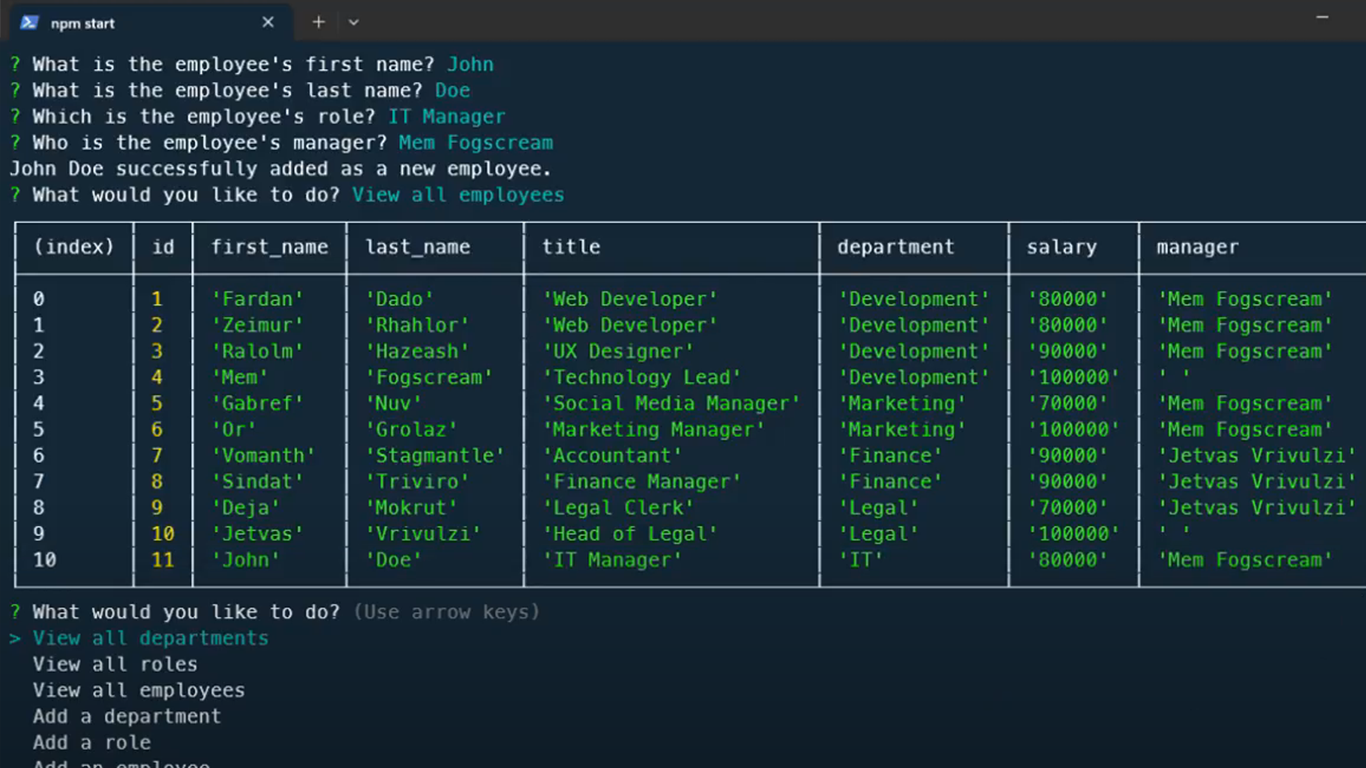 npm start
? What is the employee's first name? John
? What is the employee's last name? Doe
? Which is the employee's role? IT Manager
? Who is the employee's manager? Mem Fogscream
John Doe successfully added as a new employee.
? What would you like to do? View all employees
(index) id first_name last_name title department salary manager
0 1 'Fardan' 'Dado' 'Web Developer' 'Development' '80000' 'Mem Fogscream'
1 2 'Zeimur' 'Rhahlor' 'Web Developer' 'Development' '80000' 'Mem Fogscream'
2 3 'Ralolm' 'Hazeash' 'UX Designer' 'Development' '90000' 'Mem Fogscream'
3 4 'Mem' 'Fogscream' 'Technology Lead' 'Development' '100000' ' '
4 5 'Gabref' 'Nuv' 'Social Media Manager' 'Marketing' '70000' 'Mem Fogscream'
5 6 'Or' 'Grolaz' 'Marketing Manager' 'Marketing' '100000' 'Mem Fogscream'
6 7 'Vomanth' 'Stagmantle' 'Accountant' 'Finance' '90000' 'Jetvas Vrivulzi'
7 8 'Sindat' 'Triviro' 'Finance Manager' 'Finance' '90000' 'Jetvas Vrivulzi'
8 9 'Deja' 'Mokrut' 'Legal Clerk' 'Legal' '70000' 'Jetvas Vrivulzi'
9 10 'Jetvas' 'Vrivulzi' 'Head of Legal' 'Legal' '100000' ' '
10 11 'John' 'Doe' 'IT Manager' 'IT' '80000' 'Mem Fogscream'
? What would you like to do? (Use arrow keys)
> View all departments
View all roles
View all employees
Add a department
Add a role
Add an employee